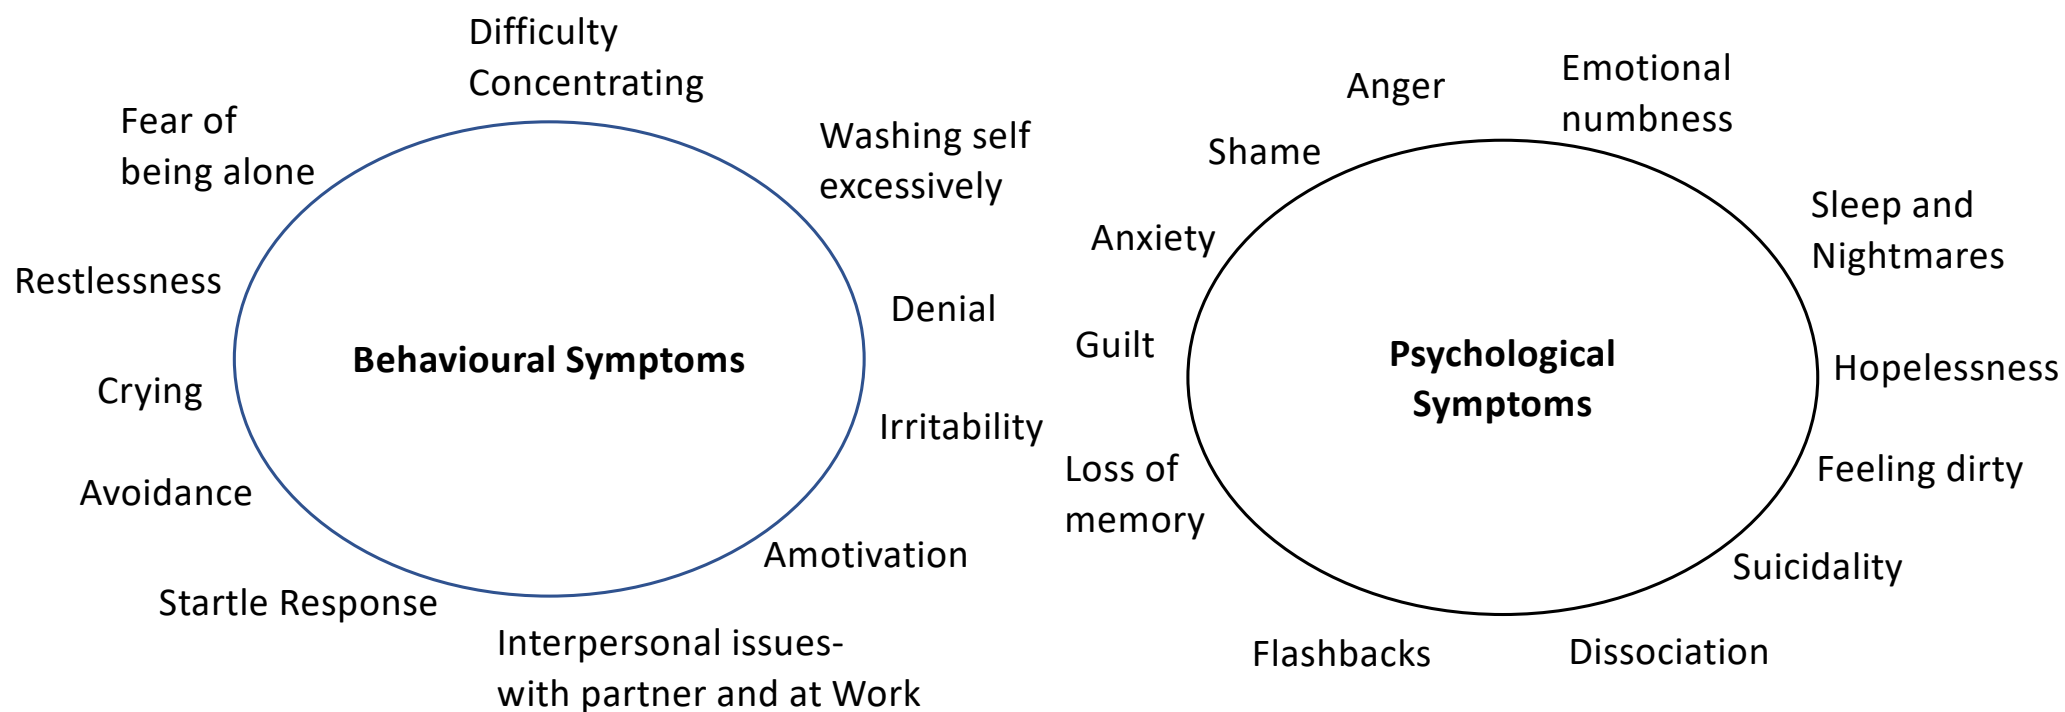 Difficulty
Concentrating
Fear of
being alone
Washing self
excessively
Restlessness
Denial
Behavioural Symptoms
Crying
Irritability
Avoidance
Amotivation
Startle Response
Interpersonal issues-
with partner and at Work
Anger
Emotional
numbness
Shame
Sleep and
Nightmares
Anxiety
Guilt
Psychological
Symptoms
Hopelessness
Loss of
memory
Feeling dirty
Suicidality
Flashbacks
Dissociation